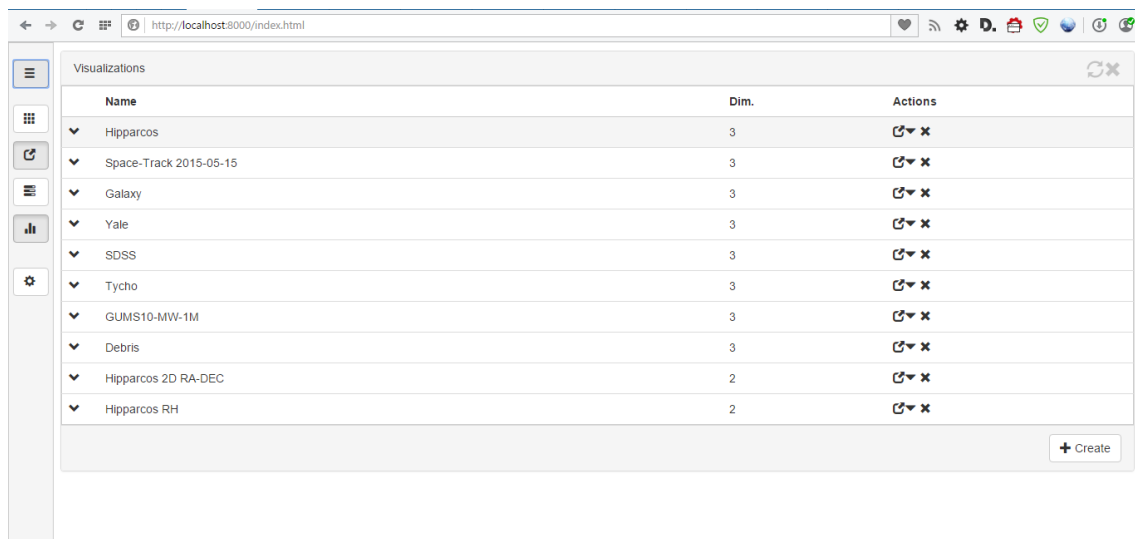 http://localhost:8000/index.html
D.
Visualizations
Name Dim. Actions
Hipparcos 3
Space-Track 2015-05-15 3
Galaxy 3
Yale 3
SDSS 3
Tycho 3
GUMS10-MW-1M 3
Debris 3
Hipparcos 2D RA-DEC 2
Hipparcos RH 2
Create